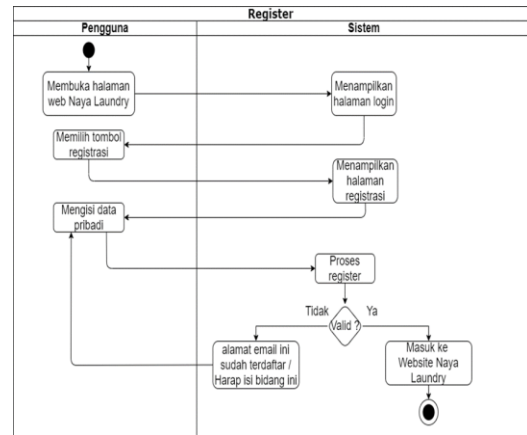 Register
Pengguna
Sistem
Membuka halaman
web Naya Laundry
Menampilkan
halaman login
Memilih tombol
registrasi
Menampilkan
halaman
registrasi
Mengisi data
pribadi
Proses
register
Tidak
Valid ?
Ya
alamat email ini
sudah terdaftar /
Harap isi bidang ini
Masuk ke
Website Naya
Laundry